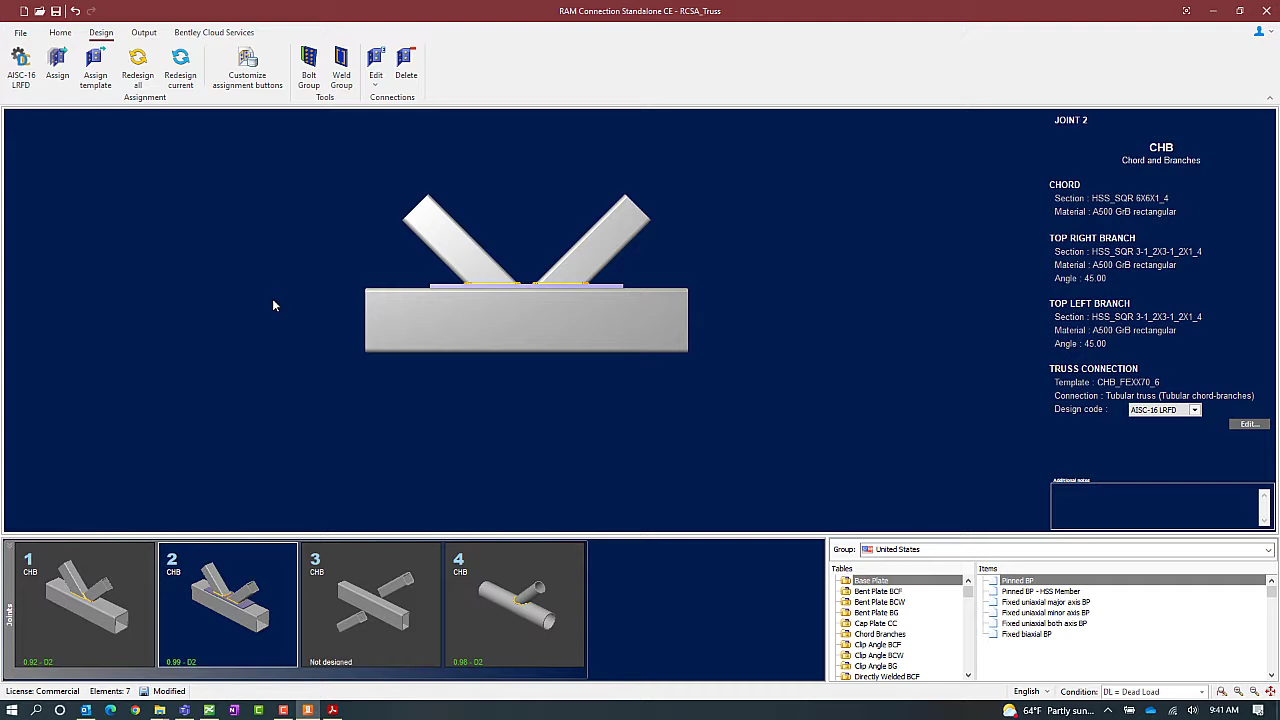 RAM Connection Standalone CE - RCSA_Truss
File Home Design Output Bentley Cloud Services
AISC-16 LRFD
Assign
Assign template
Redesign all
Redesign current
Customize assignment buttons
Bolt Group
Weld Group
Edit
Delete
Assignment Tools Connections
JOINT 2
CHB
Chord and Branches
CHORD
Section : HSS_SQR 6X6X1_4
Material : A500 GrB rectangular
TOP RIGHT BRANCH
Section : HSS_SQR 3-1_2X3-1_2X1_4
Material : A500 GrB rectangular
Angle : 45.00
TOP LEFT BRANCH
Section : HSS_SQR 3-1_2X3-1_2X1_4
Material : A500 GrB rectangular
Angle : 45.00
TRUSS CONNECTION
Template : CHB_FEXX70_6
Connection : Tubular truss (Tubular chord-branches)
Design code : AISC-16 LRFD
Edit...
Additional notes
Joints
1
CHB
0.92 - D2
2
CHB
0.99 - D2
3
CHB
Not designed
4
CHB
0.98 - D2
Group: United States
Tables
Base Plate
Bent Plate BCF
Bent Plate BCW
Bent Plate BG
Cap Plate CC
Chord Branches
Clip Angle BCF
Clip Angle BCW
Clip Angle BG
Directly Welded BCF
Items
Pinned BP
Pinned BP - HSS Member
Fixed uniaxial major axis BP
Fixed uniaxial minor axis BP
Fixed uniaxial both axis BP
Fixed biaxial BP
License: Commercial Elements: 7 Modified English Condition: DL = Dead Load
64°F Partly sun... 9:41 AM